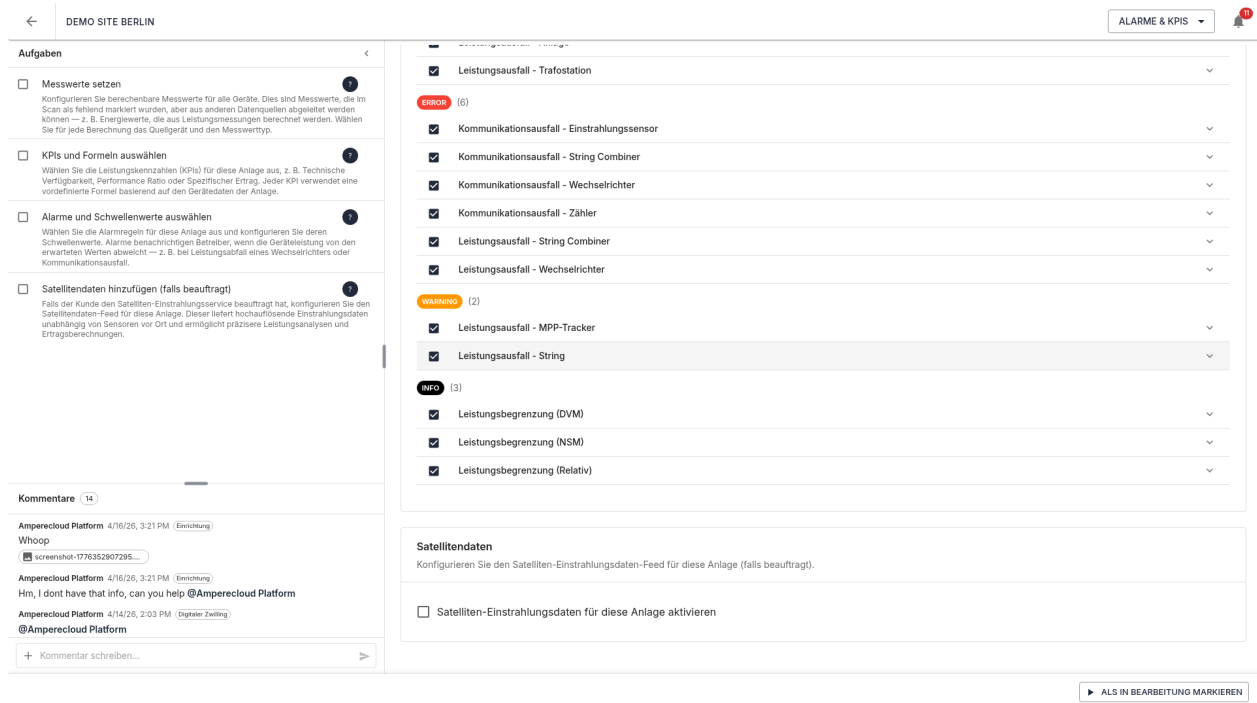 DEMO SITE BERLIN
ALARME & KPIS
11
Aufgaben
Messwerte setzen
?
Konfigurieren Sie berechenbare Messwerte für alle Geräte. Dies sind Messwerte, die im
Scan als fehlend markiert wurden, aber aus anderen Datenquellen abgeleitet werden
können — z. B. Energiewerte, die aus Leistungsmessungen berechnet werden. Wählen
Sie für jede Berechnung das Quellgerät und den Messwerttyp.
KPIs und Formeln auswählen
?
Wählen Sie die Leistungskennzahlen (KPIs) für diese Anlage aus, z. B. Technische
Verfügbarkeit, Performance Ratio oder Spezifischer Ertrag. Jeder KPI verwendet eine
vordefinierte Formel basierend auf den Gerätedaten der Anlage.
Alarme und Schwellenwerte auswählen
?
Wählen Sie die Alarmregeln für diese Anlage aus und konfigurieren Sie deren
Schwellenwerte. Alarme benachrichtigen Betreiber, wenn die Geräteleistung von den
erwarteten Werten abweicht — z. B. bei Leistungsabfall eines Wechselrichters oder
Kommunikationsausfall.
Satellitendaten hinzufügen (falls beauftragt)
?
Falls der Kunde den Satelliten-Einstrahlungsservice beauftragt hat, konfigurieren Sie den
Satellitendaten-Feed für diese Anlage. Dieser liefert hochauflösende Einstrahlungsdaten
unabhängig von Sensoren vor Ort und ermöglicht präzisere Leistungsanalysen und
Ertragsberechnungen.
Kommentare 14
Amperecloud Platform 4/16/26, 3:21 PM Einrichtung
Whoop
screenshot-1776352907295....
Amperecloud Platform 4/16/26, 3:21 PM Einrichtung
Hm, I dont have that info, can you help @Amperecloud Platform
Amperecloud Platform 4/14/26, 2:03 PM Digitaler Zwilling
@Amperecloud Platform
Kommentar schreiben...
Leistungsausfall - Trafostation
ERROR (6)
Kommunikationsausfall - Einstrahlungssensor
Kommunikationsausfall - String Combiner
Kommunikationsausfall - Wechselrichter
Kommunikationsausfall - Zähler
Leistungsausfall - String Combiner
Leistungsausfall - Wechselrichter
WARNING (2)
Leistungsausfall - MPP-Tracker
Leistungsausfall - String
INFO (3)
Leistungsbegrenzung (DVM)
Leistungsbegrenzung (NSM)
Leistungsbegrenzung (Relativ)
Satellitendaten
Konfigurieren Sie den Satelliten-Einstrahlungsdaten-Feed für diese Anlage (falls beauftragt).
Satelliten-Einstrahlungsdaten für diese Anlage aktivieren
ALS IN BEARBEITUNG MARKIEREN